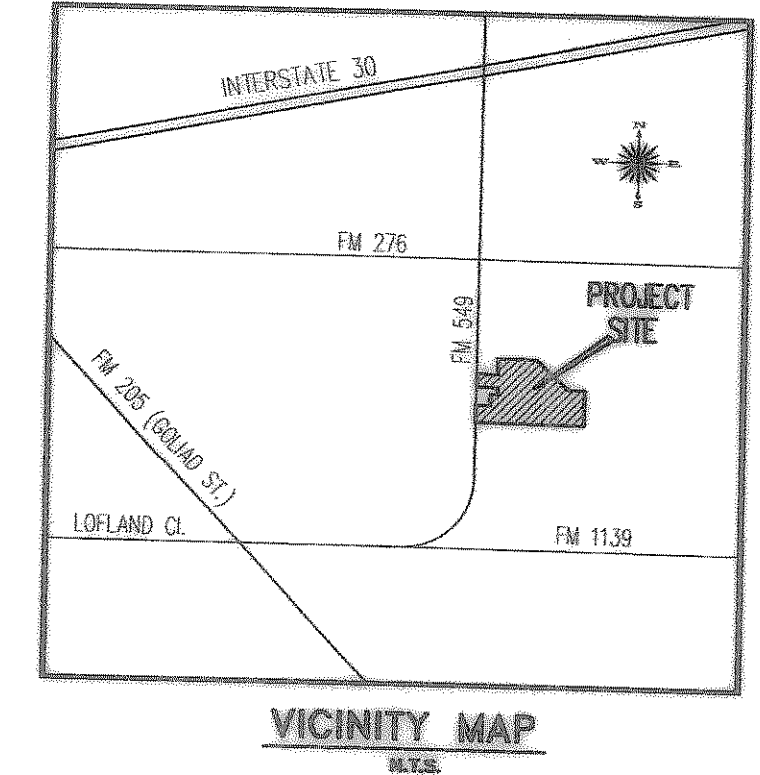 INTERSTATE 30
N
W E
S
FM 276
PROJECT
SITE
FM 549
FM 205 (GOLIAD ST.)
LOFLAND CI.
FM 1139
VICINITY MAP
N.T.S.